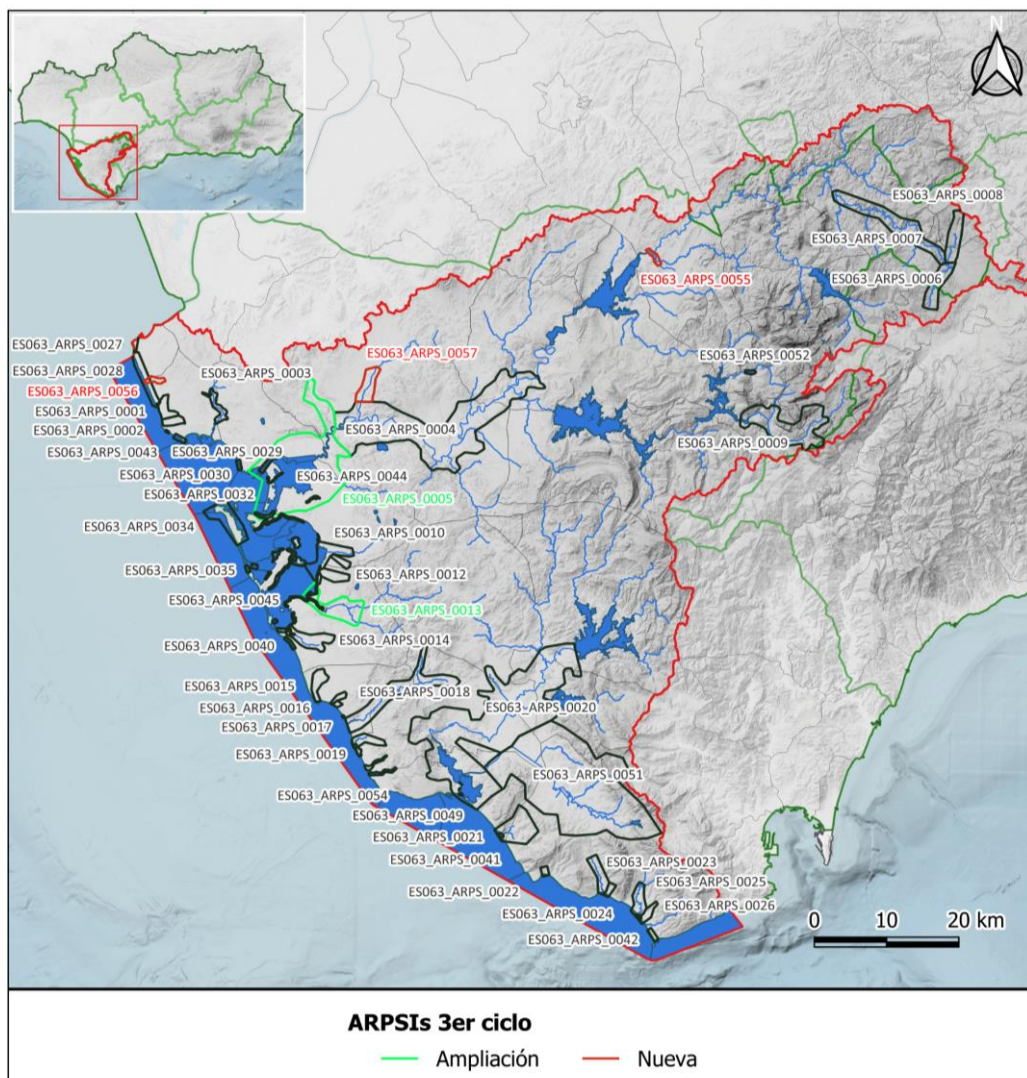 N
ES063_ARPS_0008
ES063_ARPS_0007
ES063_ARPS_0006
ES063_ARPS_0055
ES063_ARPS_0027
ES063_ARPS_0057
ES063_ARPS_0052
ES063_ARPS_0003
ES063_ARPS_0028
ES063_ARPS_0056
ES063_ARPS_0001
ES063_ARPS_0002
ES063_ARPS_0004
ES063_ARPS_0009
ES063_ARPS_0043
ES063_ARPS_0029
ES063_ARPS_0030
ES063_ARPS_0044
ES063_ARPS_0032
ES063_ARPS_0005
ES063_ARPS_0034
ES063_ARPS_0010
ES063_ARPS_0035
ES063_ARPS_0012
ES063_ARPS_0045
ES063_ARPS_0013
ES063_ARPS_0040
ES063_ARPS_0014
ES063_ARPS_0015
ES063_ARPS_0018
ES063_ARPS_0016
ES063_ARPS_0020
ES063_ARPS_0017
ES063_ARPS_0019
ES063_ARPS_0051
ES063_ARPS_0054
ES063_ARPS_0049
ES063_ARPS_0021
ES063_ARPS_0041
ES063_ARPS_0023
ES063_ARPS_0022
ES063_ARPS_0025
ES063_ARPS_0024
ES063_ARPS_0026
ES063_ARPS_0042
0 10 20 km
ARPSIs 3er ciclo
Ampliación Nueva